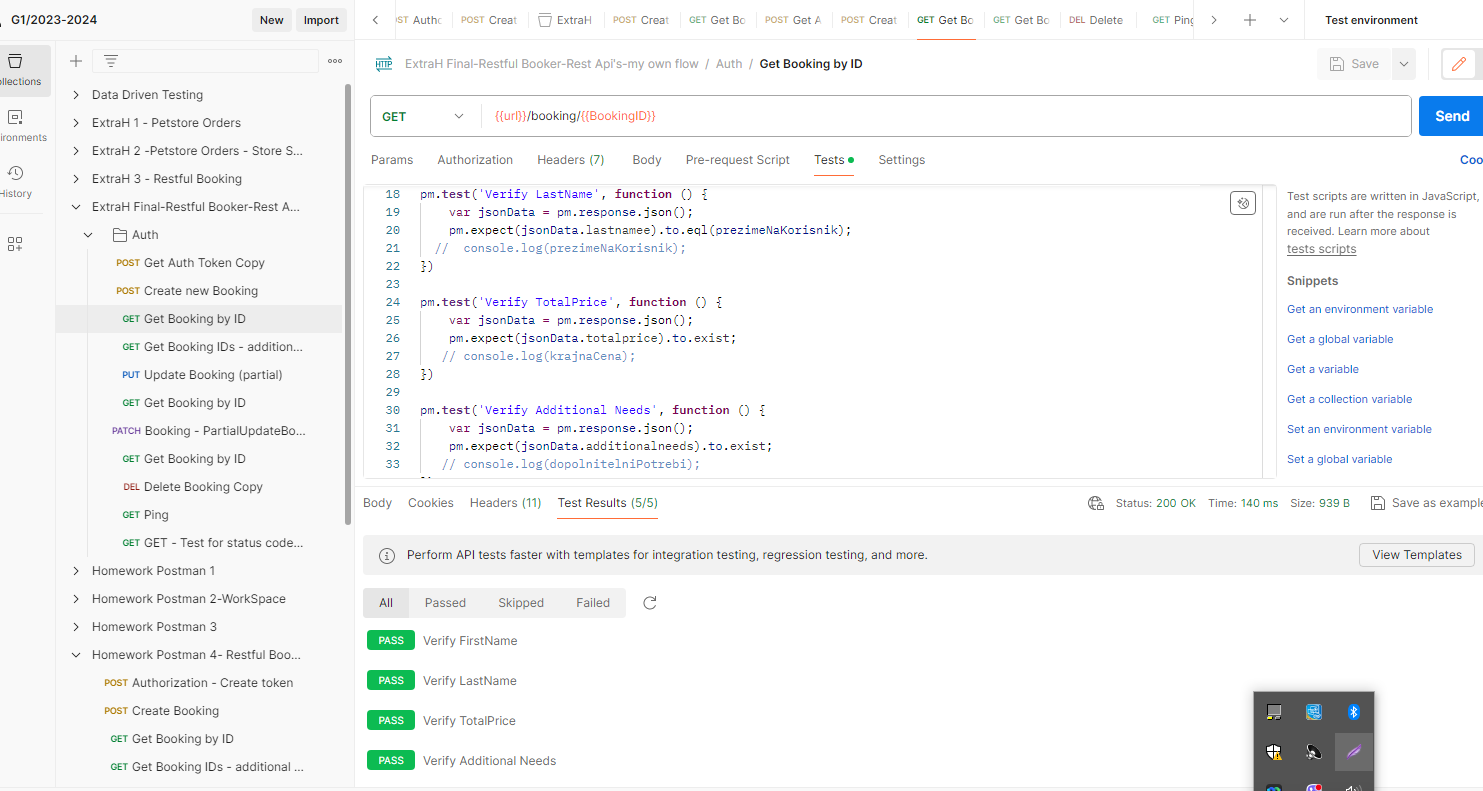 G1/2023-2024
New
Import
POST Creat
ExtraH
POST Creat
GET Get Bo
POST Get A
POST Creat
GET Get Bo
GET Get Bo
DEL Delete
GET Ping
Test environment
ollections
ironments
History
Data Driven Testing
ExtraH 1 - Petstore Orders
ExtraH 2 -Petstore Orders - Store S...
ExtraH 3 - Restful Booking
ExtraH Final-Restful Booker-Rest A...
Auth
POST Get Auth Token Copy
POST Create new Booking
GET Get Booking by ID
GET Get Booking IDs - addition...
PUT Update Booking (partial)
GET Get Booking by ID
PATCH Booking - PartialUpdateBo...
GET Get Booking by ID
DEL Delete Booking Copy
GET Ping
GET GET - Test for status code...
Homework Postman 1
Homework Postman 2-WorkSpace
Homework Postman 3
Homework Postman 4- Restful Boo...
POST Authorization - Create token
POST Create Booking
GET Get Booking by ID
GET Get Booking IDs - additional ...
HTTP ExtraH Final-Restful Booker-Rest Api's-my own flow / Auth / Get Booking by ID
Save
GET {{url}}/booking/{{BookingID}}
Send
Params Authorization Headers (7) Body Pre-request Script Tests Settings
Coo
18 pm.test('Verify LastName', function () {
19 var jsonData = pm.response.json();
20 pm.expect(jsonData.lastnamee).to.eql(prezimeNaKorisnik);
21 // console.log(prezimeNaKorisnik);
22 })
23
24 pm.test('Verify TotalPrice', function () {
25 var jsonData = pm.response.json();
26 pm.expect(jsonData.totalprice).to.exist;
27 // console.log(krajnaCena);
28 })
29
30 pm.test('Verify Additional Needs', function () {
31 var jsonData = pm.response.json();
32 pm.expect(jsonData.additionalneeds).to.exist;
33 // console.log(dopolnitelniPotrebi);
Test scripts are written in JavaScript,
and are run after the response is
received. Learn more about
tests scripts
Snippets
Get an environment variable
Get a global variable
Get a variable
Get a collection variable
Set an environment variable
Set a global variable
Body Cookies Headers (11) Test Results (5/5)
Status: 200 OK Time: 140 ms Size: 939 B
Save as example
Perform API tests faster with templates for integration testing, regression testing, and more.
View Templates
All Passed Skipped Failed
PASS Verify FirstName
PASS Verify LastName
PASS Verify TotalPrice
PASS Verify Additional Needs